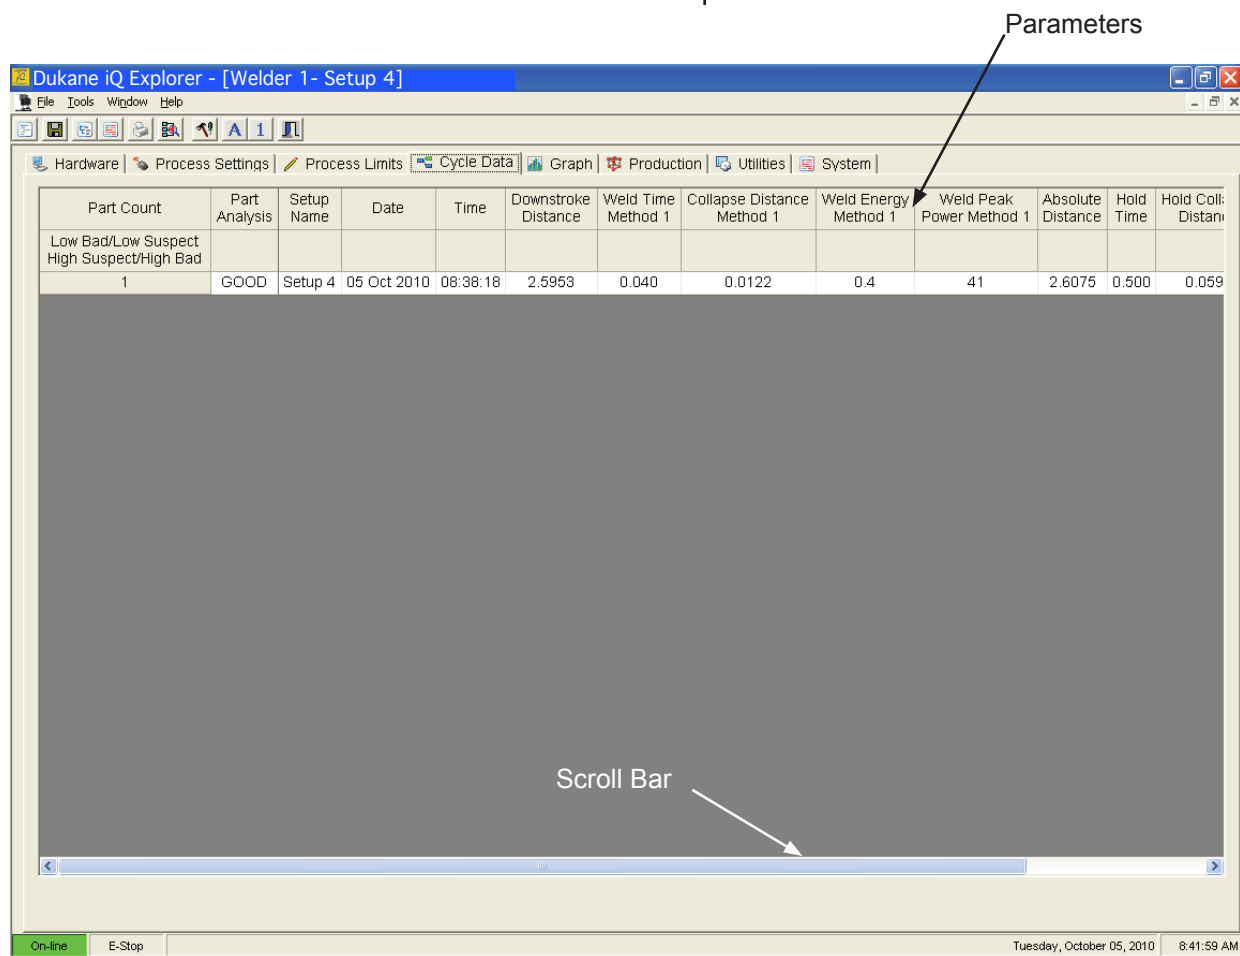 Parameters
Dukane iQ Explorer - [Welder 1- Setup 4]
File Tools Window Help
A 1
Hardware Process Settings Process Limits Cycle Data Graph Production Utilities System
Part Count Part Analysis Setup Name Date Time Downstroke Distance Weld Time Method 1 Collapse Distance Method 1 Weld Energy Method 1 Weld Peak Power Method 1 Absolute Distance Hold Time Hold Coll Distan
Low Bad/Low Suspect
High Suspect/High Bad
1 GOOD Setup 4 05 Oct 2010 08:38:18 2.5953 0.040 0.0122 0.4 41 2.6075 0.500 0.059
Scroll Bar
On-line E-Stop Tuesday, October 05, 2010 8:41:59 AM